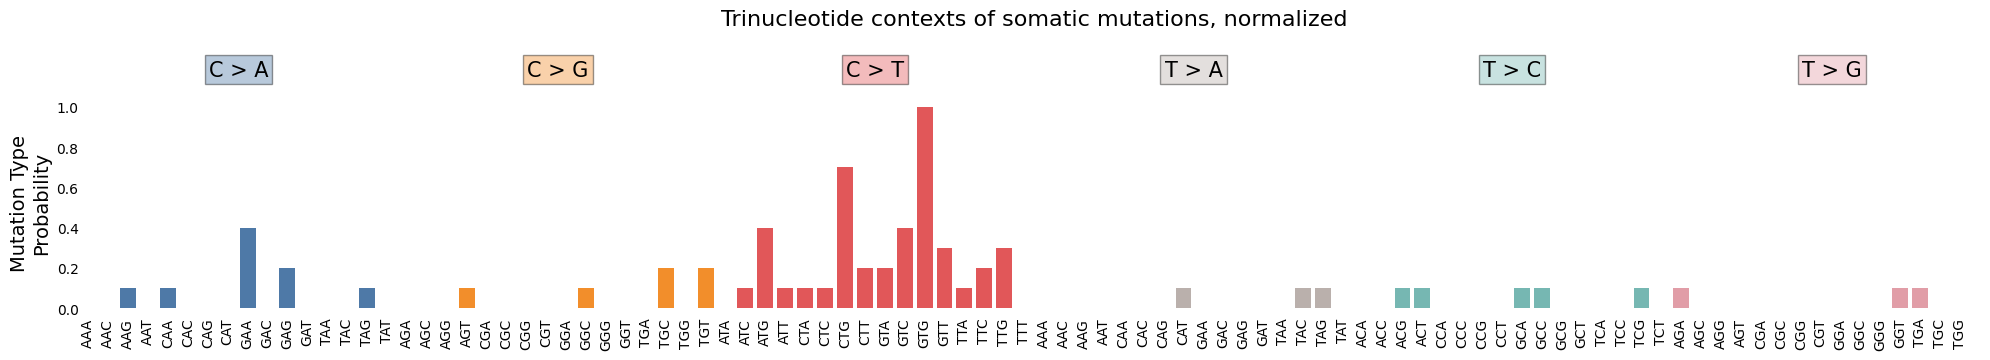 Trinucleotide contexts of somatic mutations, normalized
C > A
C > G
C > T
T > A
T > C
T > G
Mutation Type
Probability
1.0
0.8
0.6
0.4
0.2
0.0
AAA
AAC
AAG
AAT
CAA
CAC
CAG
CAT
GAA
GAC
GAG
GAT
TAA
TAC
TAG
TAT
AGA
AGC
AGG
AGT
CGA
CGC
CGG
CGT
GGA
GGC
GGG
GGT
TGA
TGC
TGG
TGT
ATA
ATC
ATG
ATT
CTA
CTC
CTG
CTT
GTA
GTC
GTG
GTT
TTA
TTC
TTG
TTT
AAA
AAC
AAG
AAT
CAA
CAC
CAG
CAT
GAA
GAC
GAG
GAT
TAA
TAC
TAG
TAT
ACA
ACC
ACG
ACT
CCA
CCC
CCG
CCT
GCA
GCC
GCG
GCT
TCA
TCC
TCG
TCT
AGA
AGC
AGG
AGT
CGA
CGC
CGG
CGT
GGA
GGC
GGG
GGT
TGA
TGC
TGG